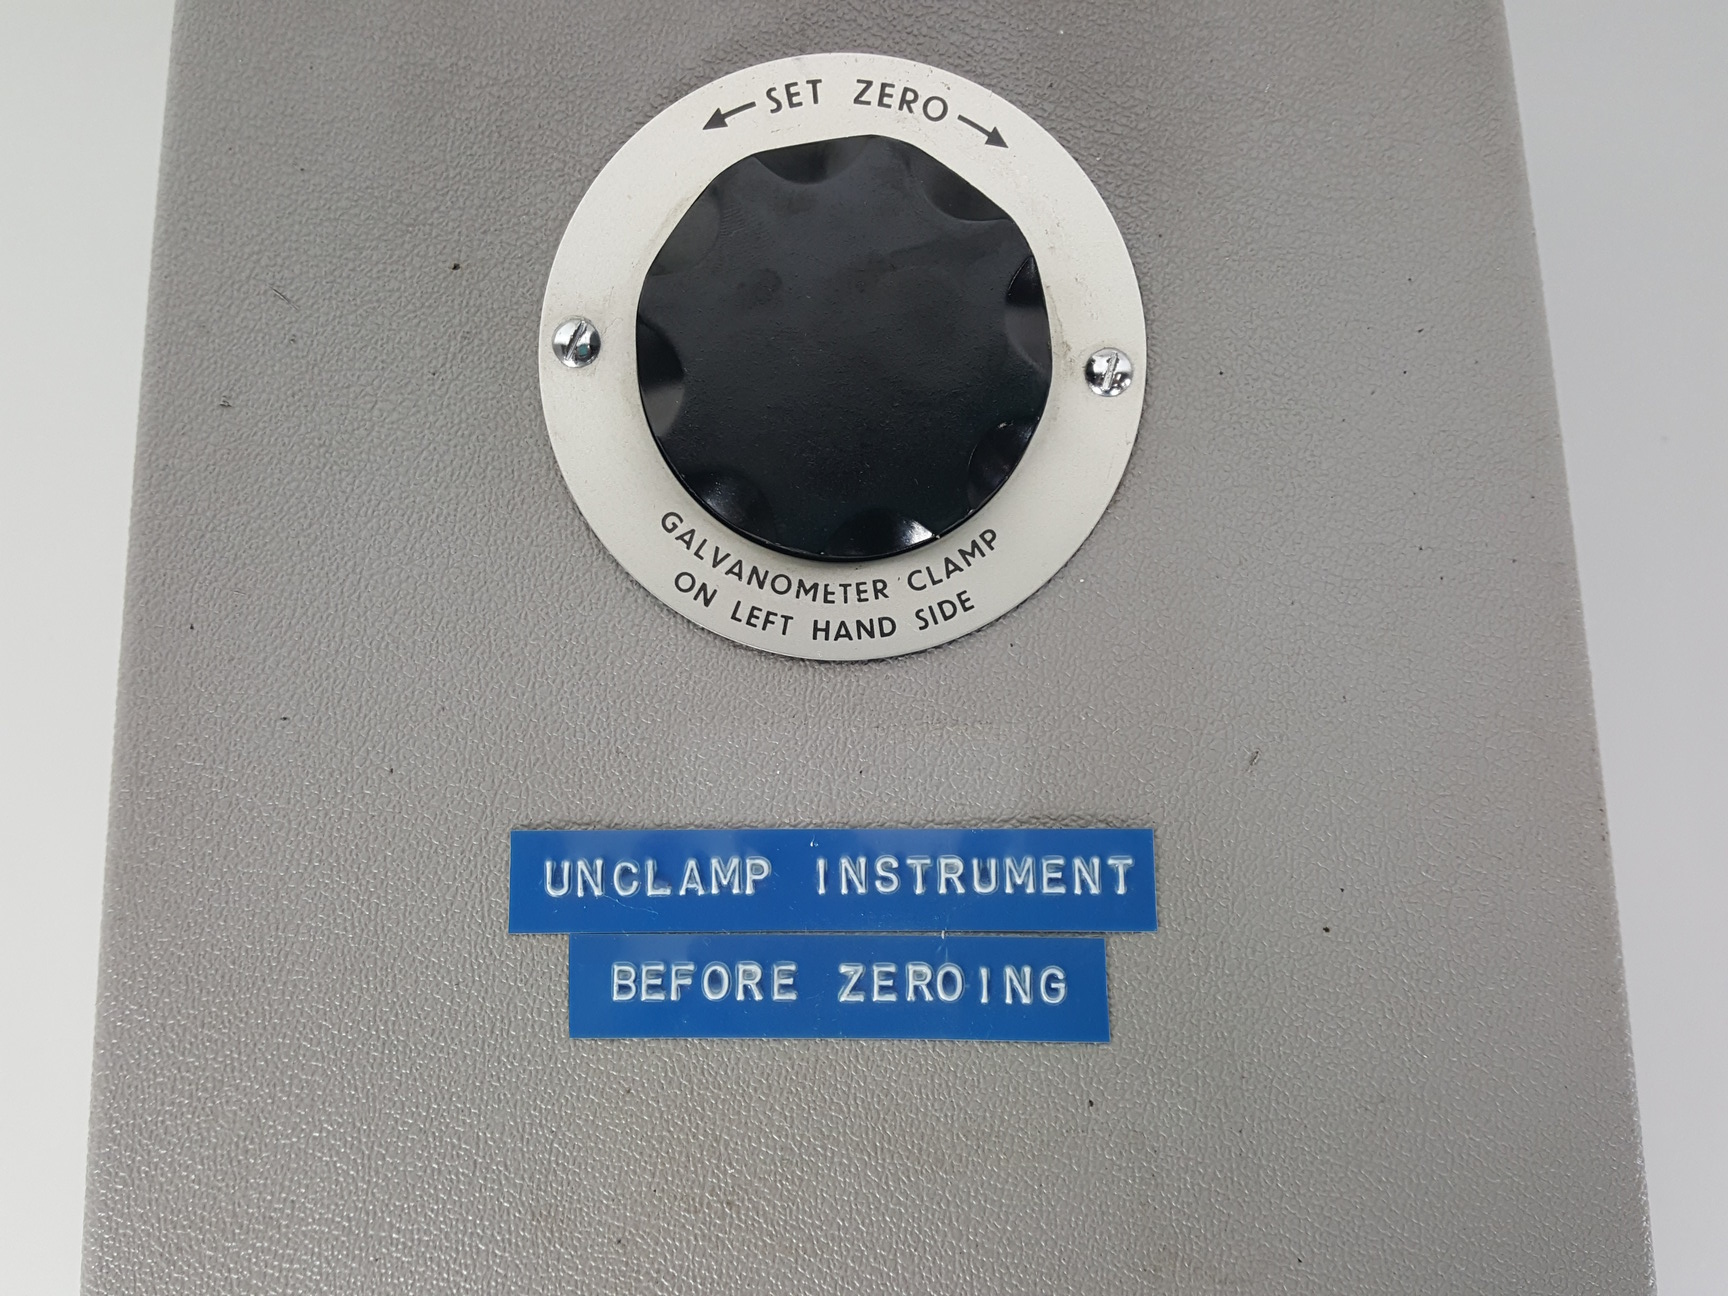 SET ZERO
GALVANOMETER CLAMP
ON LEFT HAND SIDE
UNCLAMP INSTRUMENT
BEFORE ZEROING